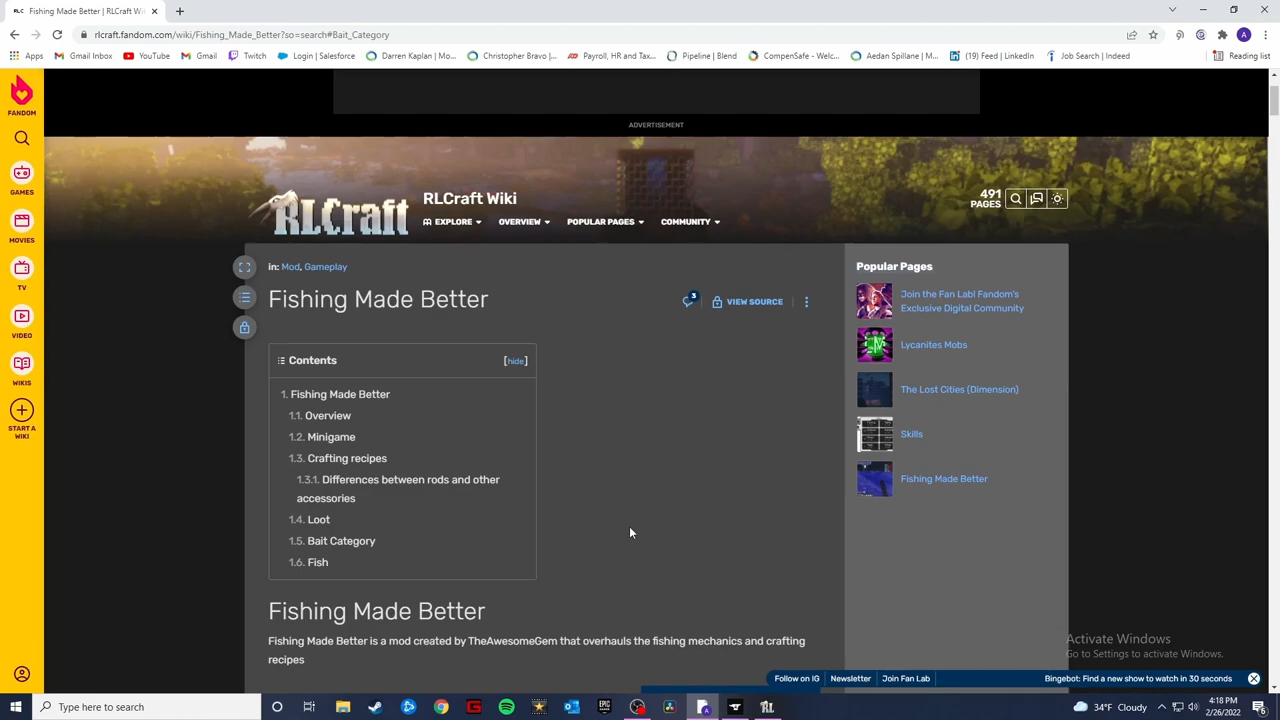 Fishing Made Better | RLCraft Wi
rlcraft.fandom.com/wiki/Fishing_Made_Better?so=search#Bait_Category
Apps Gmail Inbox YouTube Gmail Twitch Login | Salesforce Darren Kaplan | Mo... Christopher Bravo |... Payroll, HR and Tax... Pipeline | Blend CompenSafe - Welc... Aedan Spillane | M... (19) Feed | LinkedIn Job Search | Indeed Reading list
FANDOM
GAMES
MOVIES
TV
VIDEO
WIKIS
START A
WIKI
ADVERTISEMENT
RLCRAFT
RLCraft Wiki
EXPLORE OVERVIEW POPULAR PAGES COMMUNITY
491
PAGES
in: Mod, Gameplay
Fishing Made Better
3
VIEW SOURCE
Contents [hide]
1. Fishing Made Better
1.1. Overview
1.2. Minigame
1.3. Crafting recipes
1.3.1. Differences between rods and other
accessories
1.4. Loot
1.5. Bait Category
1.6. Fish
Fishing Made Better
Fishing Made Better is a mod created by TheAwesomeGem that overhauls the fishing mechanics and crafting
recipes
Popular Pages
Join the Fan Lab! Fandom's
Exclusive Digital Community
Lycanites Mobs
The Lost Cities (Dimension)
Skills
Fishing Made Better
Activate Windows
Go to Settings to activate Windows.
Follow on IG Newsletter Join Fan Lab Bingebot: Find a new show to watch in 30 seconds
Type here to search
34°F Cloudy
4:18 PM
2/26/2022
6